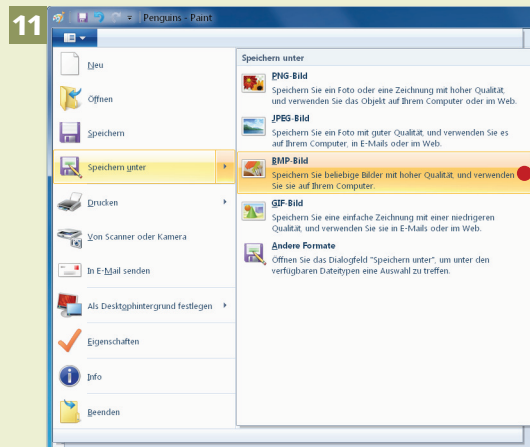 11
Penguins - Paint
Neu
Öffnen
Speichern
Speichern unter
Drucken
Von Scanner oder Kamera
In E-Mail senden
Als Desktophintergrund festlegen
Eigenschaften
Info
Beenden
Speichern unter
PNG-Bild
Speichern Sie ein Foto oder eine Zeichnung mit hoher Qualität,
und verwenden Sie das Objekt auf Ihrem Computer oder im Web.
JPEG-Bild
Speichern Sie ein Foto mit guter Qualität, und verwenden Sie es
auf Ihrem Computer, in E-Mails oder im Web.
BMP-Bild
Speichern Sie beliebige Bilder mit hoher Qualität, und verwenden
Sie sie auf Ihrem Computer.
GIF-Bild
Speichern Sie eine einfache Zeichnung mit einer niedrigeren
Qualität, und verwenden Sie sie in E-Mails oder im Web.
Andere Formate
Öffnen Sie das Dialogfeld "Speichern unter", um unter den
verfügbaren Dateitypen eine Auswahl zu treffen.